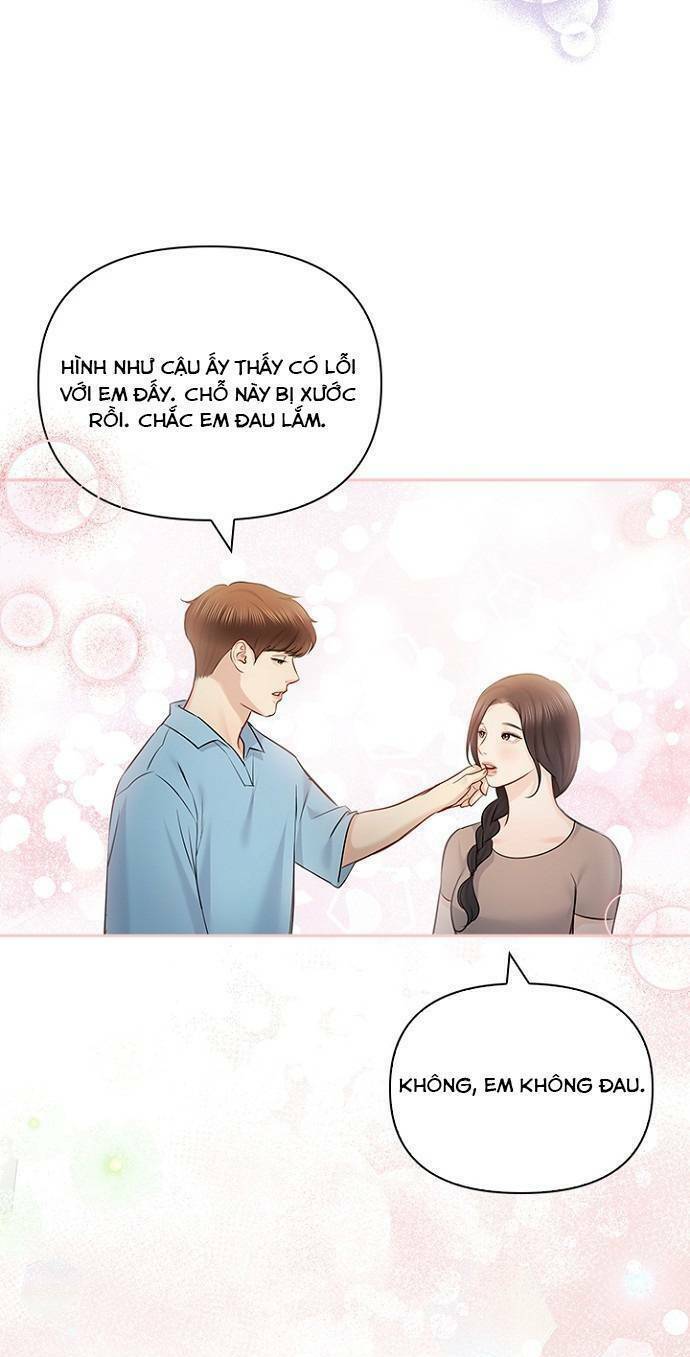 HÌNH NHƯ CẬU ẤY THẤY CÓ LỖI
VỚI EM ĐẤY. CHỖ NÀY BỊ XƯỚC
RỒI. CHẮC EM ĐAU LẮM.
KHÔNG, EM KHÔNG ĐAU.